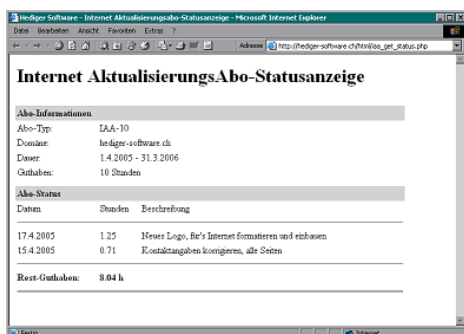 Hediger Software - Internet Aktualisierungsabo-Statusanzeige - Microsoft Internet Explorer
Datei Bearbeiten Ansicht Favoriten Extras ?
Adresse http://hediger-software.ch/html/iaa_get_status.php
Internet AktualisierungsAbo-Statusanzeige
Abo-Informationen
Abo-Typ: IAA-10
Domäne: hediger-software.ch
Dauer: 1.4.2005 - 31.3.2006
Guthaben: 10 Stunden
Abo-Status
Datum Stunden Beschreibung
17.4.2005 1.25 Neues Logo, für's Internet formatieren und einbauen
15.4.2005 0.71 Kontaktangaben korrigieren, alle Seiten
Rest-Guthaben: 8.04 h
Fertig Internet